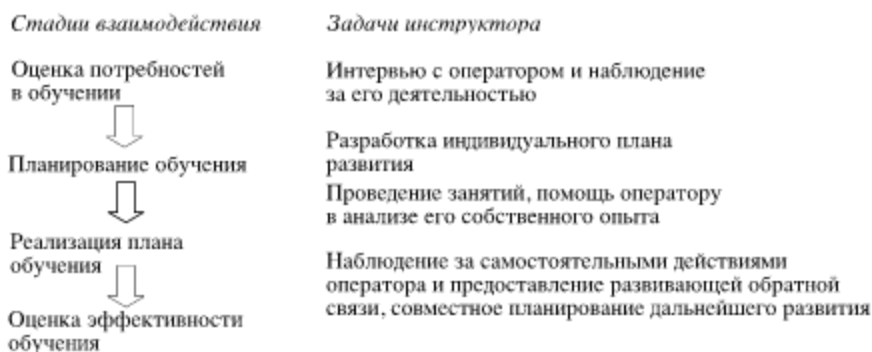 Стадии взаимодействия
Задачи инструктора
Оценка потребностей
в обучении
Интервью с оператором и наблюдение
за его деятельностью
Планирование обучения
Разработка индивидуального плана
развития
Реализация плана
обучения
Проведение занятий, помощь оператору
в анализе его собственного опыта
Оценка эффективности
обучения
Наблюдение за самостоятельными действиями
оператора и предоставление развивающей обратной
связи, совместное планирование дальнейшего развития